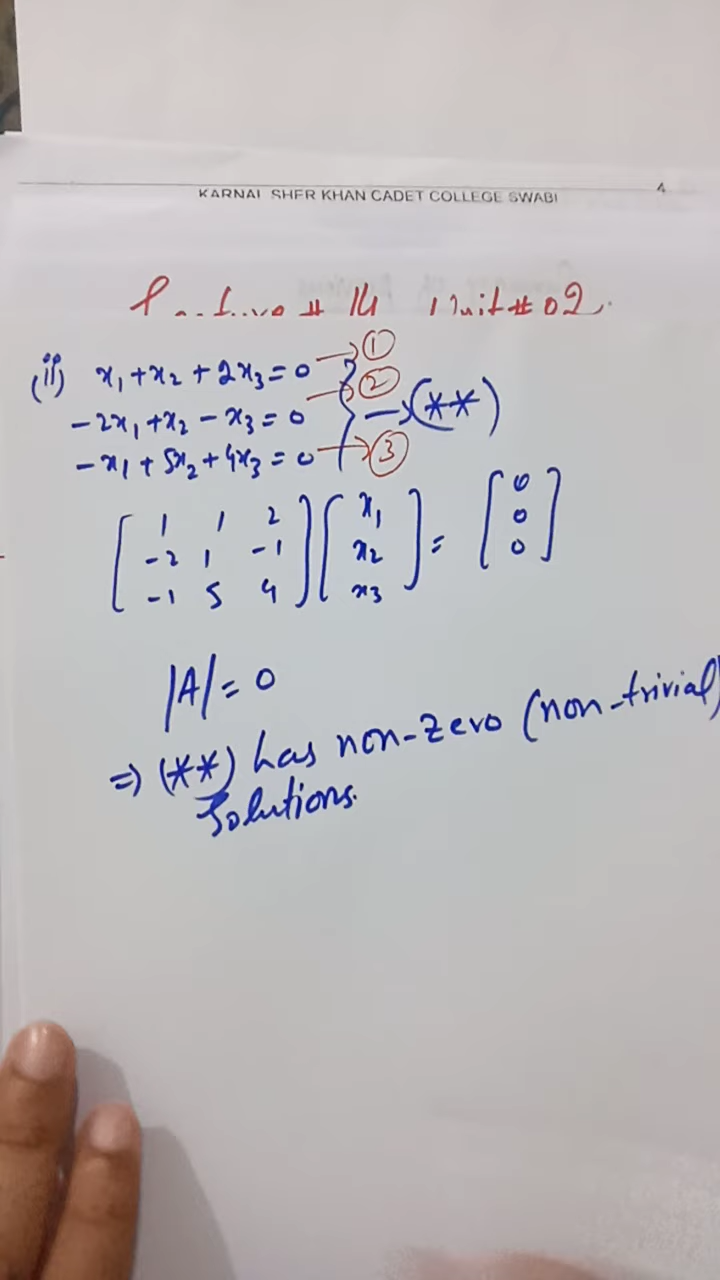 KARNAL SHER KHAN CADET COLLEGE SWABI 4
Unit # 02
(ii) x₁ + x₂ + 2x₃ = 0 → ①
-2x₁ + x₂ - x₃ = 0 → ② } → (**)
-x₁ + 5x₂ + 4x₃ = 0 → ③
[1 1 2] [x₁] = [0]
[-2 1 -1] [x₂] [0]
[-1 5 4] [x₃] [0]
|A| = 0
⇒ (**) has non-zero (non-trivial)
Solutions.